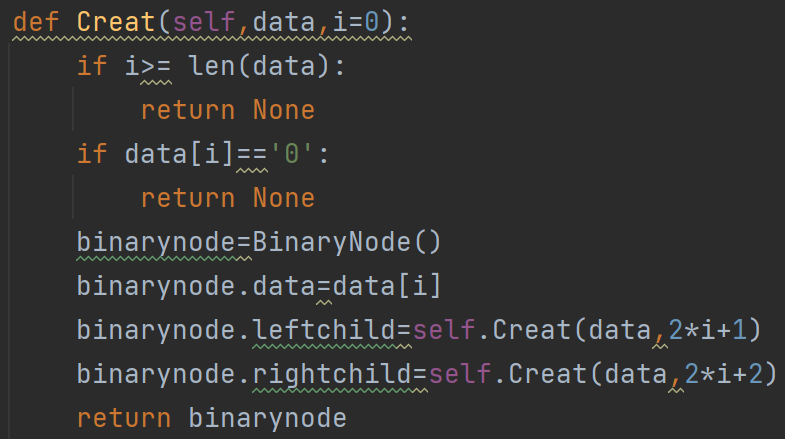 def Creat(self,data,i=0):
    if i>= len(data):
        return None
    if data[i]=='0':
        return None
    binarynode=BinaryNode()
    binarynode.data=data[i]
    binarynode.leftchild=self.Creat(data,2*i+1)
    binarynode.rightchild=self.Creat(data,2*i+2)
    return binarynode